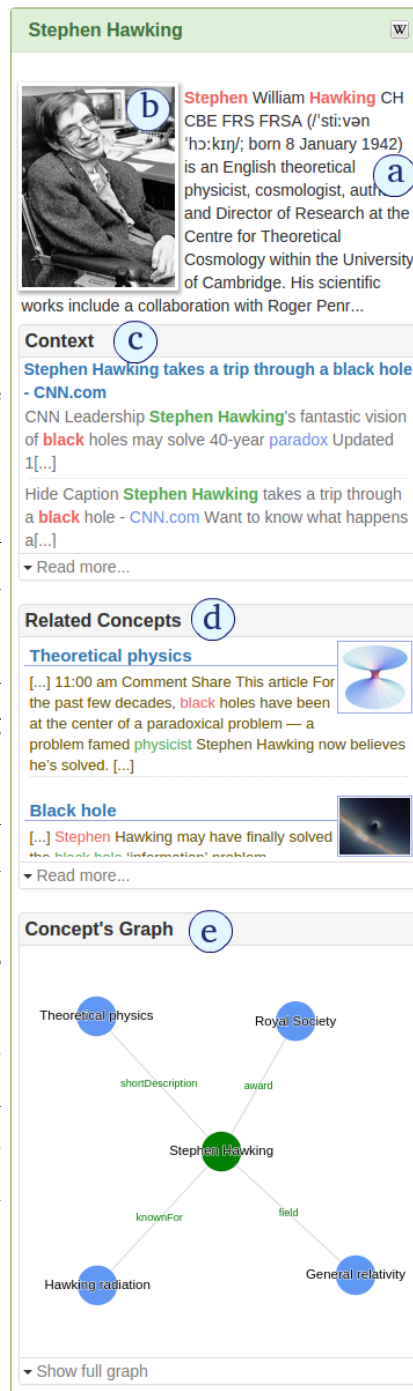 Stephen Hawking W
b
Stephen William Hawking CH
CBE FRS FRSA (/ˈstiːvən
ˈhɔːkɪŋ/; born 8 January 1942)
is an English theoretical
a
physicist, cosmologist, auth
and Director of Research at the
Centre for Theoretical
Cosmology within the University
of Cambridge. His scientific
works include a collaboration with Roger Penr...
Context c
Stephen Hawking takes a trip through a black hole
- CNN.com
CNN Leadership Stephen Hawking's fantastic vision
of black holes may solve 40-year paradox Updated
1[...]
Hide Caption Stephen Hawking takes a trip through
a black hole - CNN.com Want to know what happens
a[...]
Read more...
Related Concepts d
Theoretical physics
[...] 11:00 am Comment Share This article For
the past few decades, black holes have been
at the center of a paradoxical problem — a
problem famed physicist Stephen Hawking now believes
he's solved. [...]
Black hole
[...] Stephen Hawking may have finally solved
the black hole 'information' problem
Read more...
Concept's Graph e
Theoretical physics
Royal Society
shortDescription
award
Stephen Hawking
knownFor
field
General relativity
Hawking radiation
Show full graph